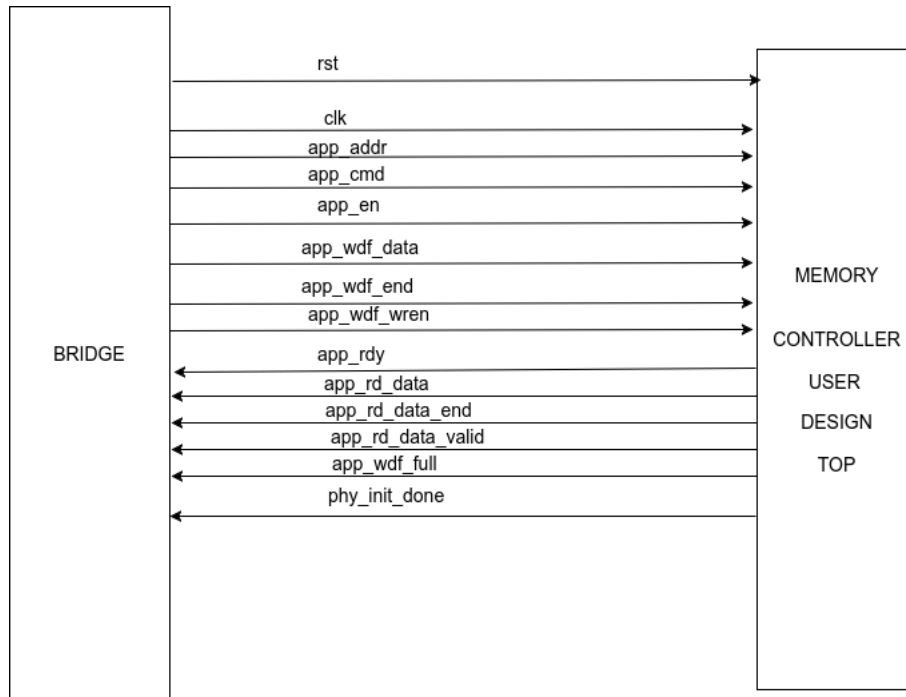 rst
clk
app_addr
app_cmd
app_en
app_wdf_data
app_wdf_end
app_wdf_wren
BRIDGE
app_rdy
app_rd_data
app_rd_data_end
app_rd_data_valid
app_wdf_full
phy_init_done
MEMORY
CONTROLLER
USER
DESIGN
TOP